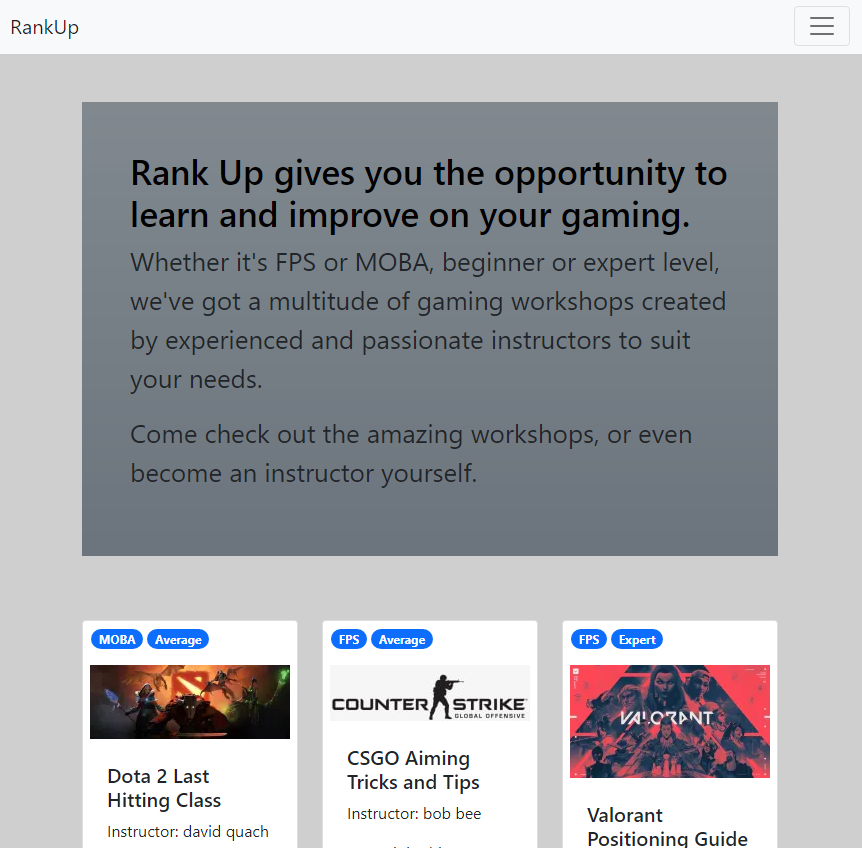 RankUp
Rank Up gives you the opportunity to
learn and improve on your gaming.
Whether it's FPS or MOBA, beginner or expert level,
we've got a multitude of gaming workshops created
by experienced and passionate instructors to suit
your needs.
Come check out the amazing workshops, or even
become an instructor yourself.
MOBA Average
Dota 2 Last
Hitting Class
Instructor: david quach
FPS Average
COUNTER STRIKE
GLOBAL OFFENSIVE
CSGO Aiming
Tricks and Tips
Instructor: bob bee
FPS Expert
VALORANT
Valorant
Positioning Guide